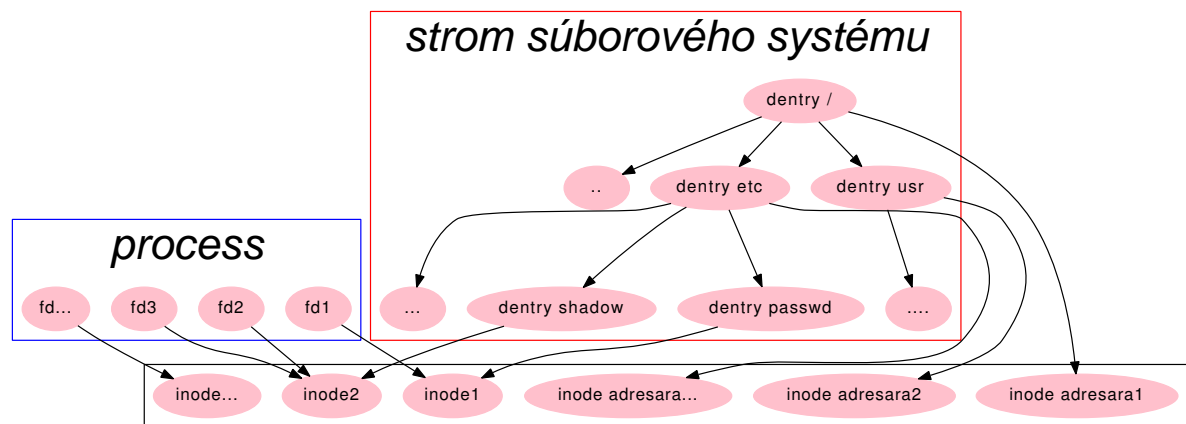 strom súborového systému
dentry /
..
dentry etc
dentry usr
process
fd...
fd3
fd2
fd1
...
dentry shadow
dentry passwd
....
inode...
inode2
inode1
inode adresara...
inode adresara2
inode adresara1